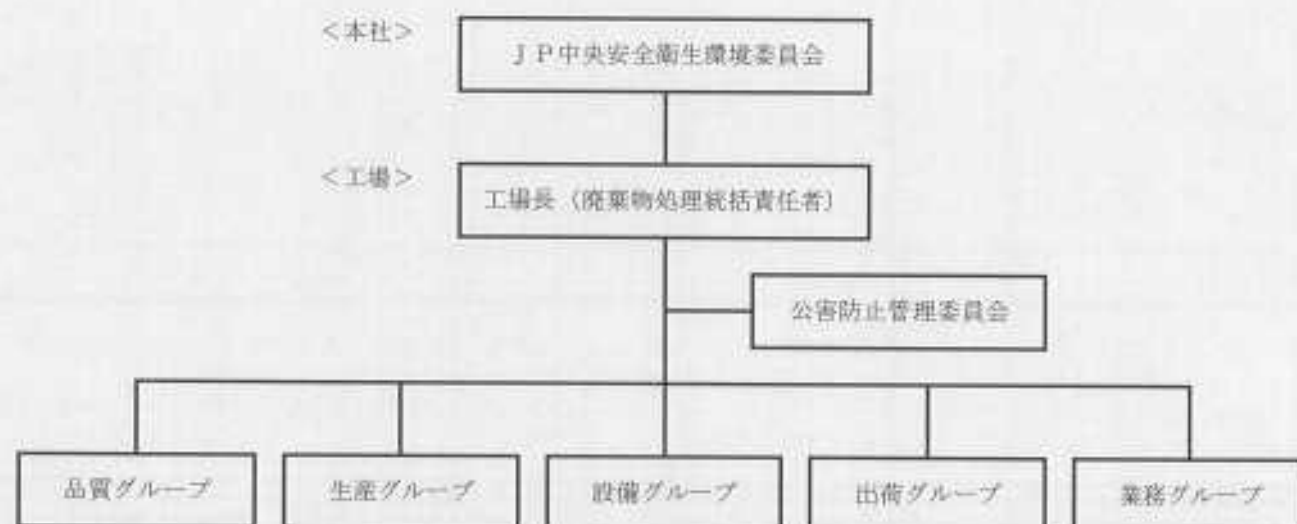 <本社>
JP中央安全衛生環境委員会
<工場>
工場長(廃棄物処理統括責任者)
公害防止管理委員会
品質グループ
生産グループ
設備グループ
出荷グループ
業務グループ